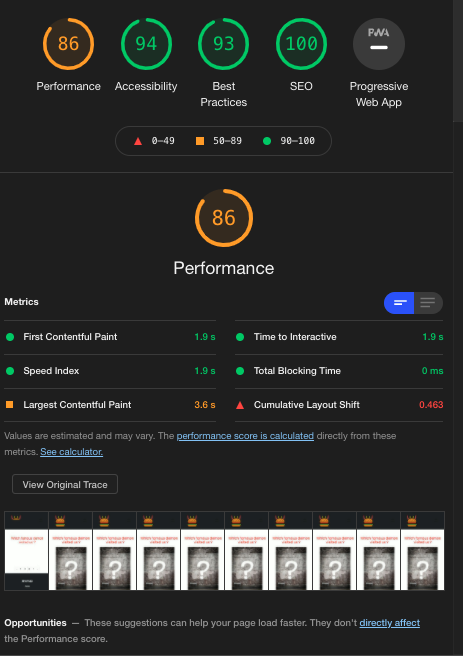 86
94
93
100
PWA
Performance
Accessibility
Best
Practices
SEO
Progressive
Web App
0–49
50–89
90–100
86
Performance
Metrics
First Contentful Paint 1.9 s
Time to Interactive 1.9 s
Speed Index 1.9 s
Total Blocking Time 0 ms
Largest Contentful Paint 3.6 s
Cumulative Layout Shift 0.463
Values are estimated and may vary. The performance score is calculated directly from these
metrics. See calculator.
View Original Trace
?
?
?
?
?
?
?
?
?
Opportunities — These suggestions can help your page load faster. They don't directly affect
the Performance score.